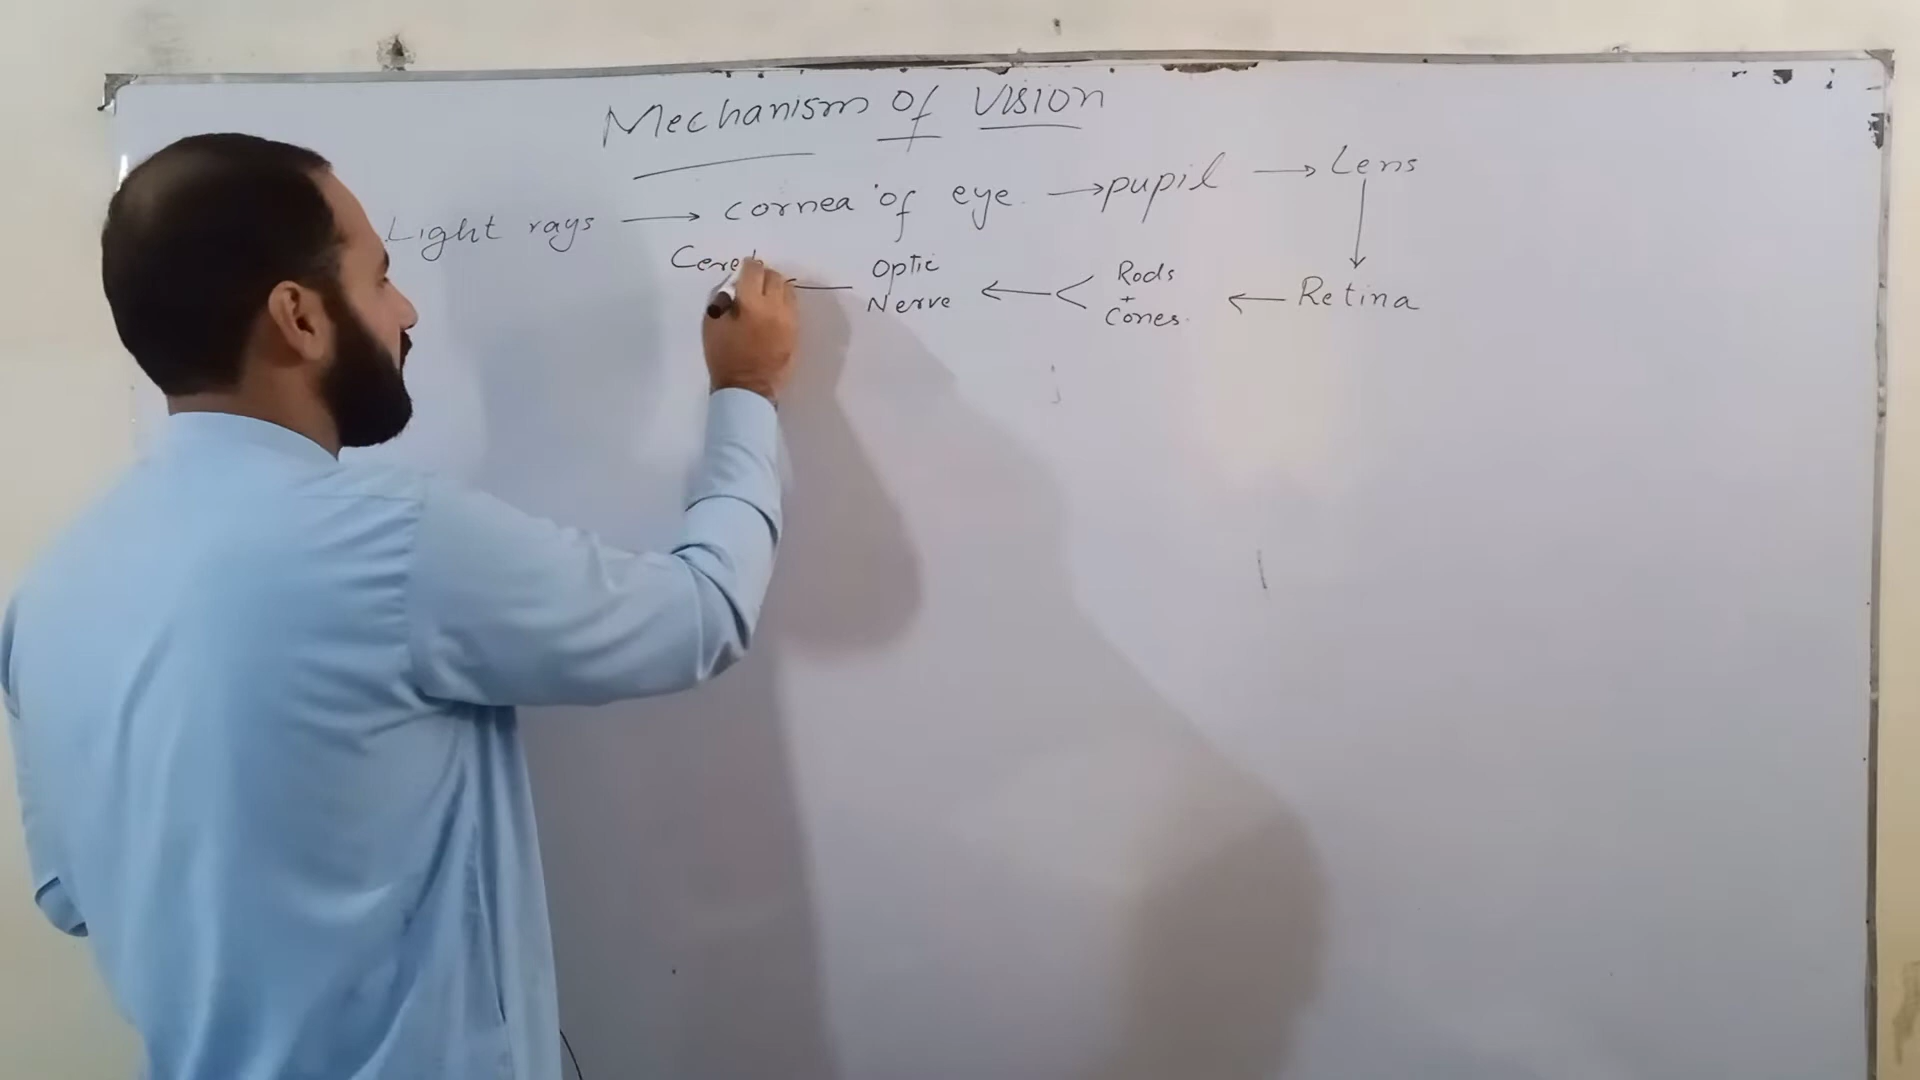 Mechanism of Vision
Light rays → cornea of eye. → pupil → Lens
↓
Optic Nerve ← < Rods + Cones. ← Retina